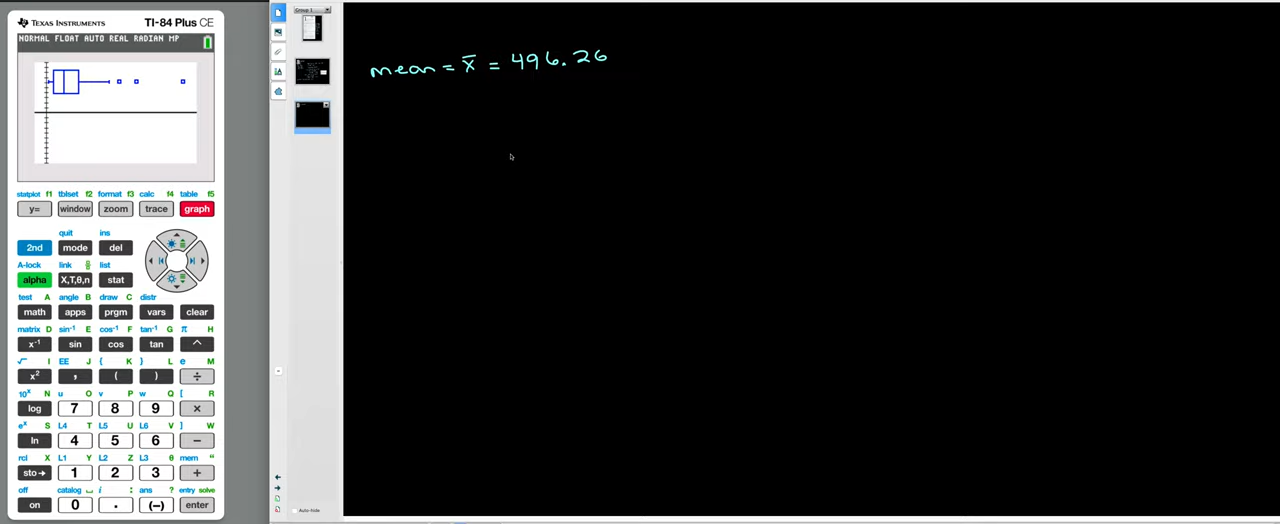 TEXAS INSTRUMENTS TI-84 Plus CE
NORMAL FLOAT AUTO REAL RADIAN MP
statplot f1 tblset f2 format f3 calc f4 table f5
y= window zoom trace graph
quit ins
2nd mode del
A-lock link list
alpha X,T,θ,n stat
test A angle B draw C distr
math apps prgm vars clear
matrix D sin⁻¹ E cos⁻¹ F tan⁻¹ G π H
x⁻¹ sin cos tan ^
√ I EE J { K } L e M
x² , ( ) ÷
10ˣ N u O v P w Q [ R
log 7 8 9 ×
eˣ S L4 T L5 U L6 V ] W
ln 4 5 6 −
rcl X L1 Y L2 Z L3 θ mem "
sto→ 1 2 3 +
off catalog i : ans ? entry solve
on 0 . (−) enter
Group 1
Auto-hide
mean = x̄ = 496.26